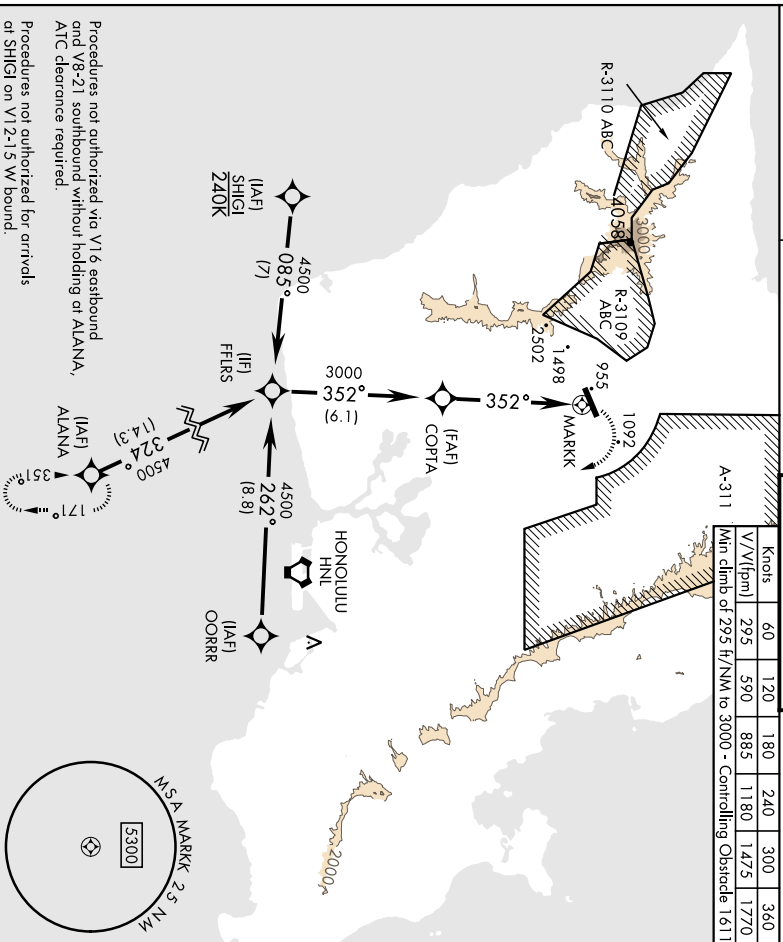 Knots 60 120 180 240 300 360
V/V(fpm) 295 590 885 1180 1475 1770
Min climb of 295 ft/NM to 3000 - Controlling Obstacle 1611
R-3110 ABC
4058
3000
R-3109
ABC
2502
1498
955
1092
MARKK
A-311
(IAF)
SHIGI
240K
4500
085°
(7)
(IF)
FFLRS
3000
352°
(6.1)
(FAF)
COPTA
352°
4500
262°
(8.8)
HONOLULU
HNL
(IAF)
OORRR
(IAF)
ALANA
4500
324°
(14.3)
351°
171°
2000
MSA MARKK 25 NM
5300
Procedures not authorized via V16 eastbound
and V8-21 southbound without holding at ALANA,
ATC clearance required.
Procedures not authorized for arrivals
at SHIGI on V12-15 W bound.